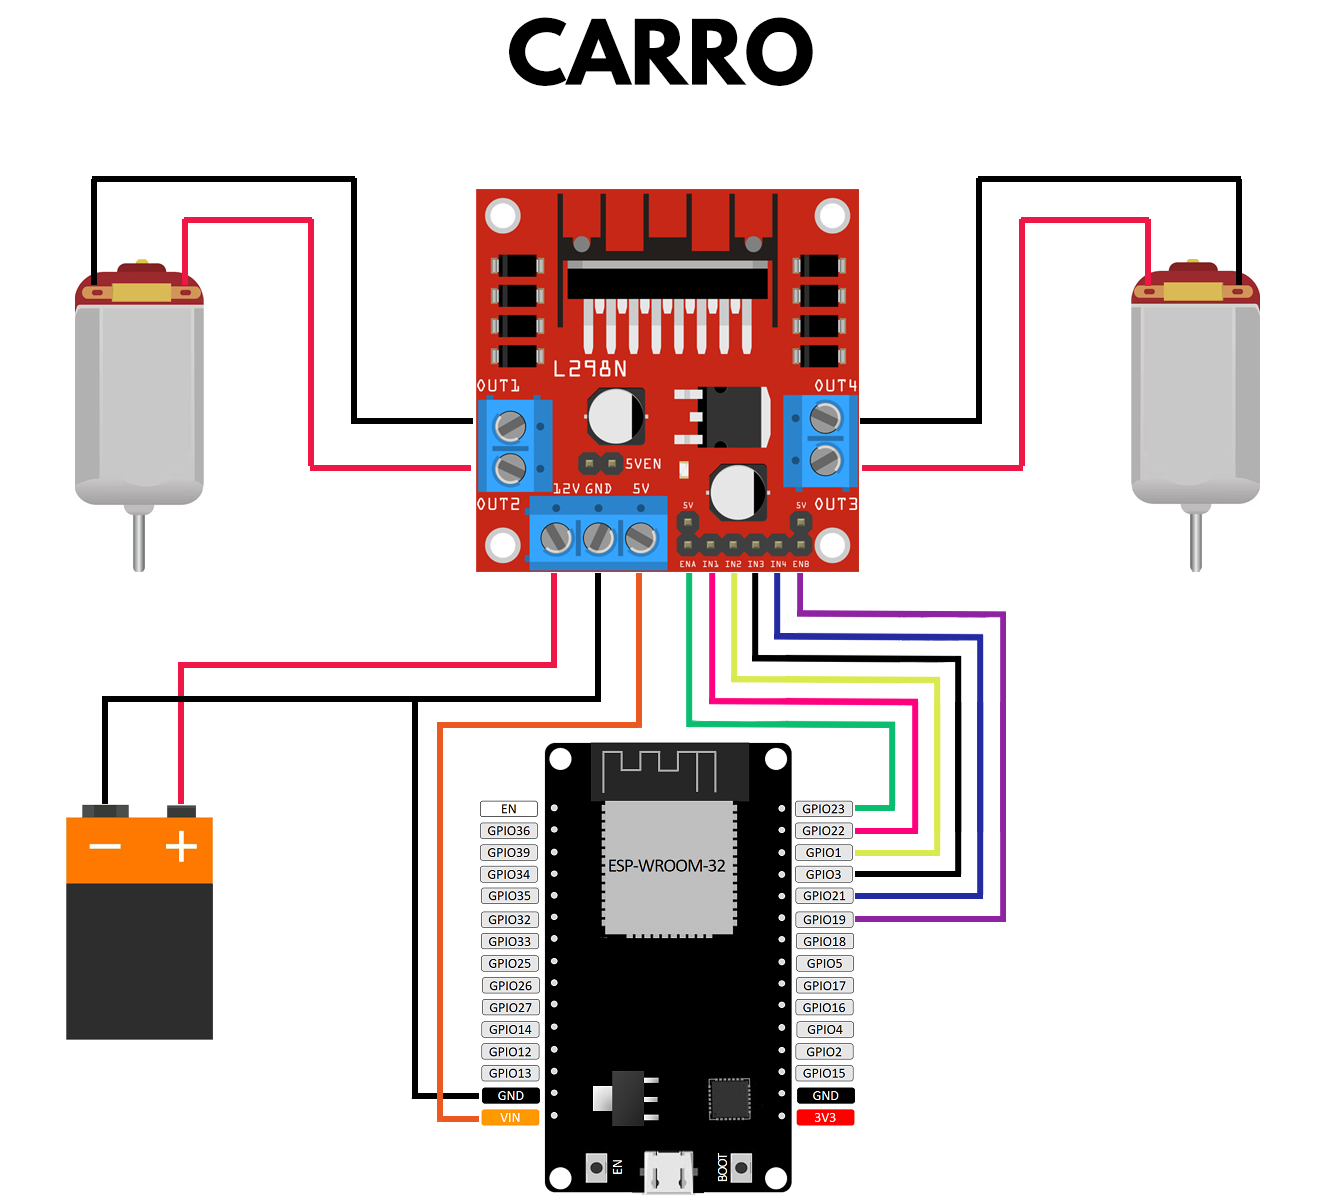 CARRO
L298N
OUT1
OUT4
5VEN
OUT2
12V GND 5V
5V
5V
OUT3
ENA IN1 IN2 IN3 IN4 ENB
− +
ESP-WROOM-32
EN
GPIO36
GPIO39
GPIO34
GPIO35
GPIO32
GPIO33
GPIO25
GPIO26
GPIO27
GPIO14
GPIO12
GPIO13
GND
VIN
GPIO23
GPIO22
GPIO1
GPIO3
GPIO21
GPIO19
GPIO18
GPIO5
GPIO17
GPIO16
GPIO4
GPIO2
GPIO15
GND
3V3
EN
BOOT